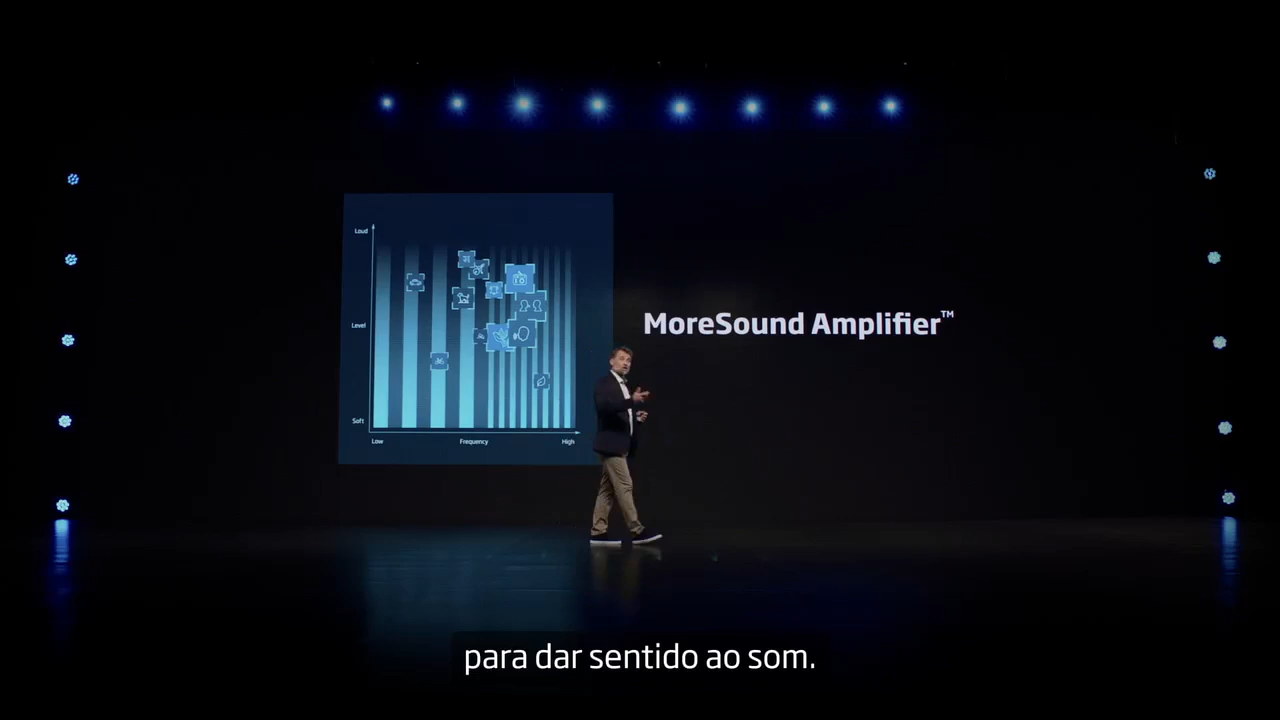 Loud
MoreSound Amplifier™
Level
Soft
Low Frequency High
para dar sentido ao som.